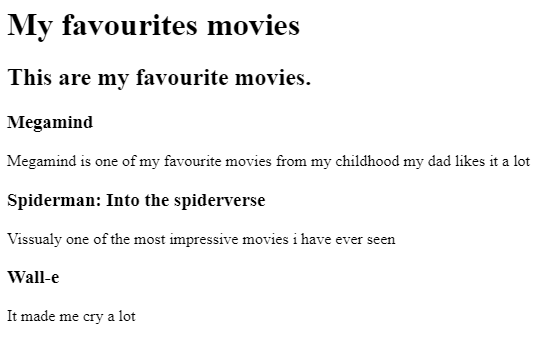 My favourites movies
This are my favourite movies.
Megamind
Megamind is one of my favourite movies from my childhood my dad likes it a lot
Spiderman: Into the spiderverse
Vissualy one of the most impressive movies i have ever seen
Wall-e
It made me cry a lot